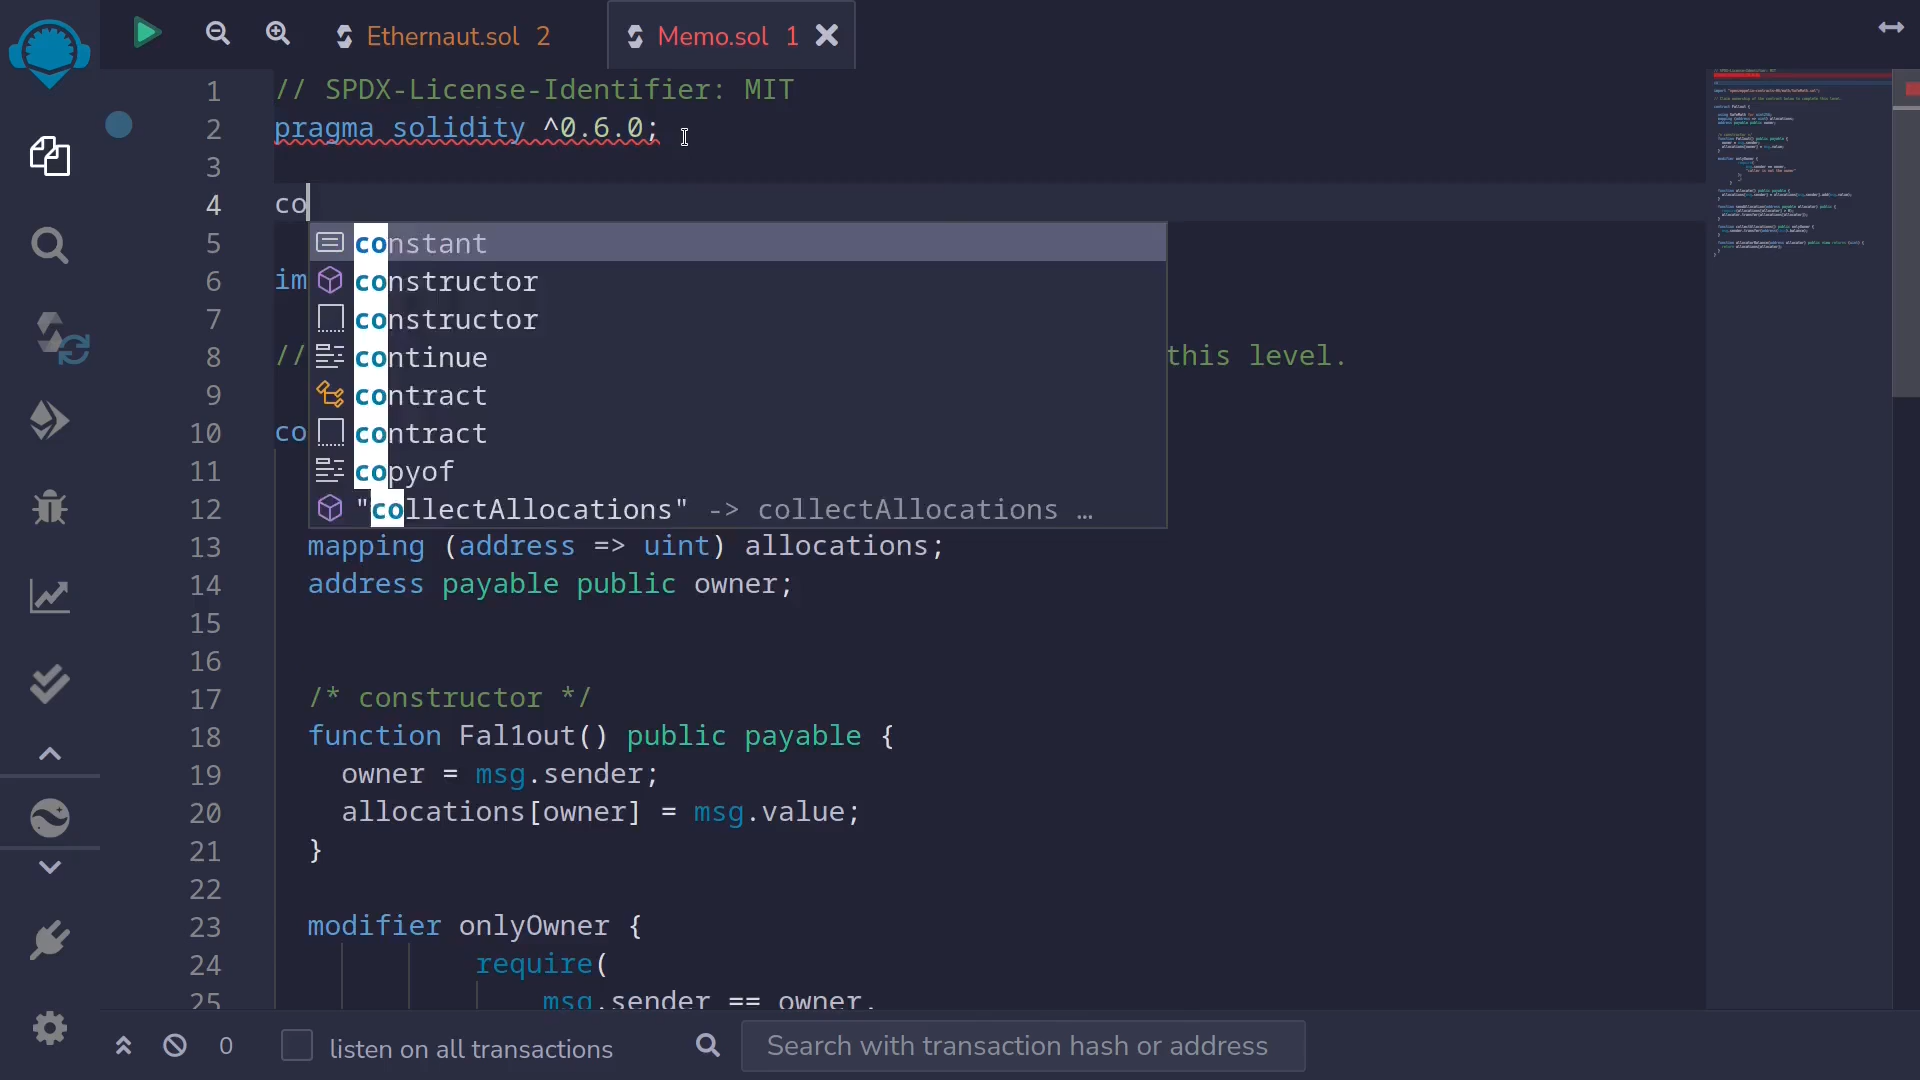 Ethernaut.sol 2
Memo.sol 1
1 // SPDX-License-Identifier: MIT
2 pragma solidity ^0.6.0;
3
4 co
constant
5
constructor
6 im
constructor
7
continue
8 // this level.
contract
9
contract
10 co
copyof
11
"collectAllocations" -> collectAllocations …
12
13 mapping (address => uint) allocations;
14 address payable public owner;
15
16
17 /* constructor */
18 function Fal1out() public payable {
19 owner = msg.sender;
20 allocations[owner] = msg.value;
21 }
22
23 modifier onlyOwner {
24 require(
25 msg.sender == owner,
0 listen on all transactions
Search with transaction hash or address